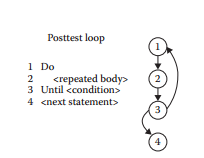 Posttest loop
1 Do
2 <repeated body>
3 Until <condition>
4 <next statement>
1
2
3
4